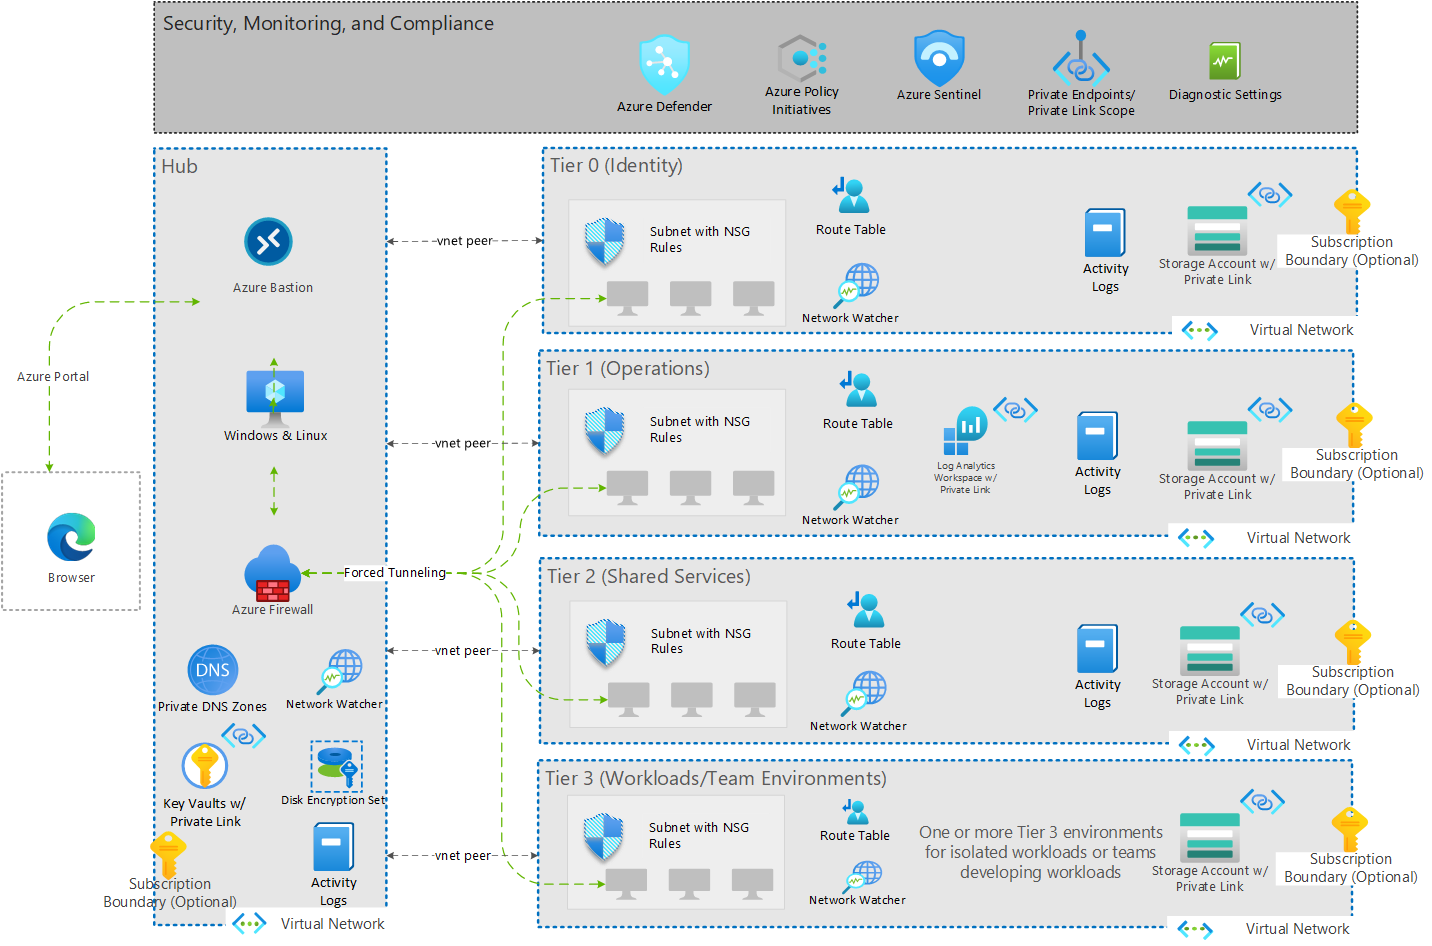 Security, Monitoring, and Compliance
Azure Defender
Azure Policy
Initiatives
Azure Sentinel
Private Endpoints/
Private Link Scope
Diagnostic Settings
Hub
Azure Bastion
Azure Portal
Windows & Linux
Browser
Azure Firewall
Forced Tunneling
DNS
Private DNS Zones
Network Watcher
Key Vaults w/
Private Link
Disk Encryption Set
Subscription
Boundary (Optional)
Activity
Logs
Virtual Network
vnet peer
vnet peer
vnet peer
vnet peer
Tier 0 (Identity)
Subnet with NSG
Rules
Route Table
Network Watcher
Activity
Logs
Storage Account w/
Private Link
Subscription
Boundary (Optional)
Virtual Network
Tier 1 (Operations)
Subnet with NSG
Rules
Route Table
Network Watcher
Log Analytics
Workspace w/
Private Link
Activity
Logs
Storage Account w/
Private Link
Subscription
Boundary (Optional)
Virtual Network
Tier 2 (Shared Services)
Subnet with NSG
Rules
Route Table
Network Watcher
Activity
Logs
Storage Account w/
Private Link
Subscription
Boundary (Optional)
Virtual Network
Tier 3 (Workloads/Team Environments)
Subnet with NSG
Rules
Route Table
Network Watcher
One or more Tier 3 environments
for isolated workloads or teams
developing workloads
Storage Account w/
Private Link
Subscription
Boundary (Optional)
Virtual Network